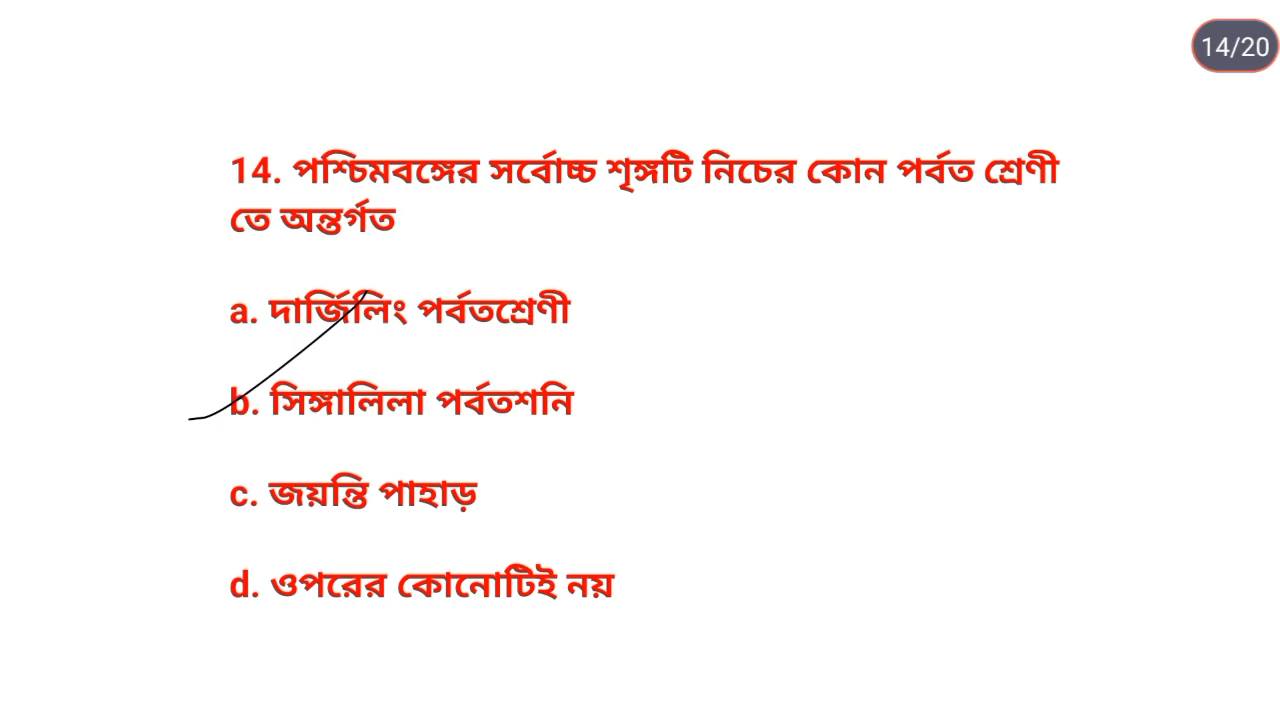 14/20
14. পশ্চিমবঙ্গের সর্বোচ্চ শৃঙ্গটি নিচের কোন পর্বত শ্রেণী
তে অন্তর্গত
a. দার্জিলিং পর্বতশ্রেণী
b. সিঙ্গালিলা পর্বতশনি
c. জয়ন্তি পাহাড়
d. ওপরের কোনোটিই নয়